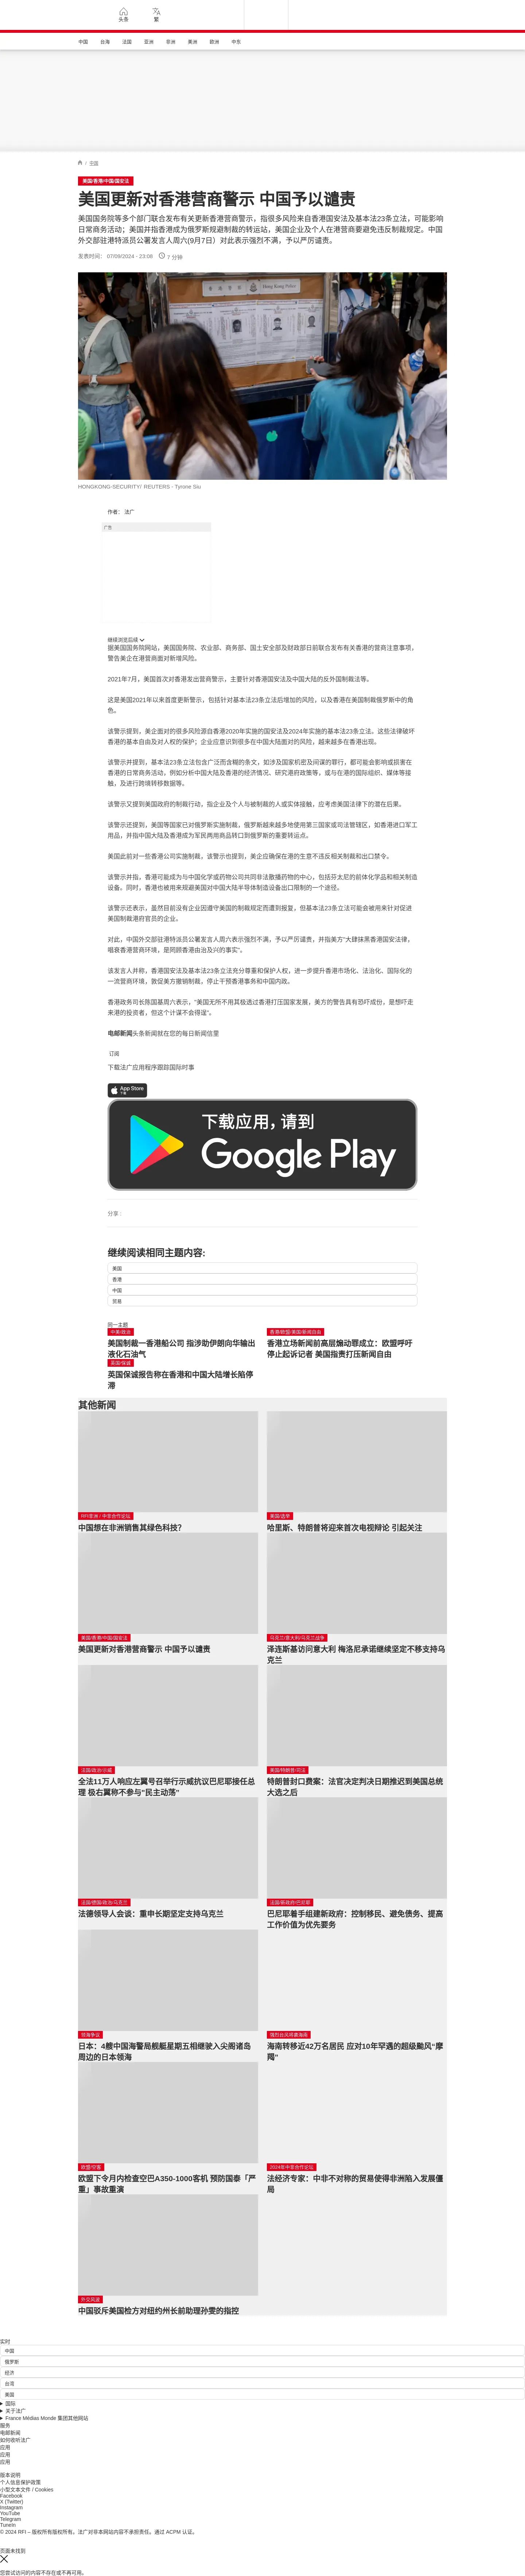 头条
繁
中国
台海
法国
亚洲
非洲
美洲
欧洲
中东
/ 中国
美国/香港/中国/国安法
美国更新对香港营商警示 中国予以谴责
美国国务院等多个部门联合发布有关更新香港营商警示，指很多风险来自香港国安法及基本法23条立法，可能影响
日常商务活动；美国并指香港成为俄罗斯规避制裁的转运站，美国企业及个人在港营商要避免违反制裁规定。中国
外交部驻港特派员公署发言人周六(9月7日）对此表示强烈不满，予以严厉谴责。
发表时间： 07/09/2024 - 23:08 7 分钟
Hong Kong Police
HONGKONG-SECURITY/ REUTERS - Tyrone Siu
作者： 法广
广告
继续浏览后续
据美国国务院网站，美国国务院、农业部、商务部、国土安全部及财政部日前联合发布有关香港的营商注意事项，
警告美企在港营商面对新增风险。
2021年7月，美国首次对香港发出营商警示，主要针对香港国安法及中国大陆的反外国制裁法等。
这是美国2021年以来首度更新警示，包括针对基本法23条立法后增加的风险，以及香港在美国制裁俄罗斯中的角
色。
该警示提到，美企面对的很多风险源自香港2020年实施的国安法及2024年实施的基本法23条立法。这些法律破坏
香港的基本自由及对人权的保护；企业应意识到很多在中国大陆面对的风险，越来越多在香港出现。
该警示并提到，基本法23条立法包含广泛而含糊的条文，如涉及国家机密及间谍的罪行，都可能会影响或损害在
香港的日常商务活动，例如分析中国大陆及香港的经济情况、研究港府政策等，或与在港的国际组织、媒体等接
触，及进行跨境转移数据等。
该警示又提到美国政府的制裁行动，指企业及个人与被制裁的人或实体接触，应考虑美国法律下的潜在后果。
该警示还提到，美国等国家已对俄罗斯实施制裁，俄罗斯越来越多地使用第三国家或司法管辖区，如香港进口军工
用品，并指中国大陆及香港成为军民两用商品转口到俄罗斯的重要转运点。
美国此前对一些香港公司实施制裁。该警示也提到，美企应确保在港的生意不违反相关制裁和出口禁令。
该警示并指，香港可能成为与中国化学或药物公司共同非法散播药物的中心，包括芬太尼的前体化学品和相关制造
设备。同时，香港也被用来规避美国对中国大陆半导体制造设备出口限制的一个途径。
该警示还表示，虽然目前没有企业因遵守美国的制裁规定而遭到报复，但基本法23条立法可能会被用来针对促进
美国制裁港府官员的企业。
对此，中国外交部驻港特派员公署发言人周六表示强烈不满，予以严厉谴责，并指美方"大肆抹黑香港国安法律，
唱衰香港营商环境，是罔顾香港由治及兴的事实"。
该发言人并称，香港国安法及基本法23条立法充分尊重和保护人权，进一步提升香港市场化、法治化、国际化的
一流营商环境，敦促美方撤销制裁，停止干预香港事务和中国内政。
香港政务司长陈国基周六表示，"美国无所不用其极透过香港打压国家发展，美方的警告具有恐吓成份，是想吓走
来港的投资者，但这个计谋不会得逞"。
电邮新闻头条新闻就在您的每日新闻信里
订阅
下载法广应用程序跟踪国际时事
App Store
下载
下载应用，请到
Google Play
分享 :
继续阅读相同主题内容:
美国
香港
中国
贸易
同一主题
中美/政治
美国制裁一香港船公司 指涉助伊朗向华输出
液化石油气
香港/欧盟/美国/新闻自由
香港立场新闻前高层煽动罪成立：欧盟呼吁
停止起诉记者 美国指责打压新闻自由
英国/保诚
英国保诚报告称在香港和中国大陆增长陷停
滞
其他新闻
RFI非洲 / 中非合作论坛
中国想在非洲销售其绿色科技?
美国/选举
哈里斯、特朗普将迎来首次电视辩论 引起关注
美国/香港/中国/国安法
美国更新对香港营商警示 中国予以谴责
乌克兰/意大利/乌克兰战争
泽连斯基访问意大利 梅洛尼承诺继续坚定不移支持乌
克兰
法国/政治/示威
全法11万人响应左翼号召举行示威抗议巴尼耶接任总
理 极右翼称不参与"民主动荡"
美国/特朗普/司法
特朗普封口费案：法官决定判决日期推迟到美国总统
大选之后
法国/德国/政治/乌克兰
法德领导人会谈：重申长期坚定支持乌克兰
法国/新政府/巴尼耶
巴尼耶着手组建新政府：控制移民、避免债务、提高
工作价值为优先要务
领海争议
日本：4艘中国海警局舰艇星期五相继驶入尖阁诸岛
周边的日本领海
强烈台风将袭海南
海南转移近42万名居民 应对10年罕遇的超级颱风"摩
羯"
欧盟/空客
欧盟下令月内检查空巴A350-1000客机 预防国泰「严
重」事故重演
2024年中非合作论坛
法经济专家：中非不对称的贸易使得非洲陷入发展僵
局
外交风波
中国驳斥美国检方对纽约州长前助理孙雯的指控
实时
中国
俄罗斯
经济
台湾
美国
国际
关于法广
France Médias Monde 集团其他网站
服务
电邮新闻
如何收听法广
应用
应用
应用
版本说明
个人信息保护政策
小型文本文件 / Cookies
Facebook
X (Twitter)
Instagram
YouTube
Telegram
TuneIn
© 2024 RFI – 版权所有版权所有。法广对非本网站内容不承担责任。通过 ACPM 认证。
页面未找到
您尝试访问的内容不存在或不再可用。